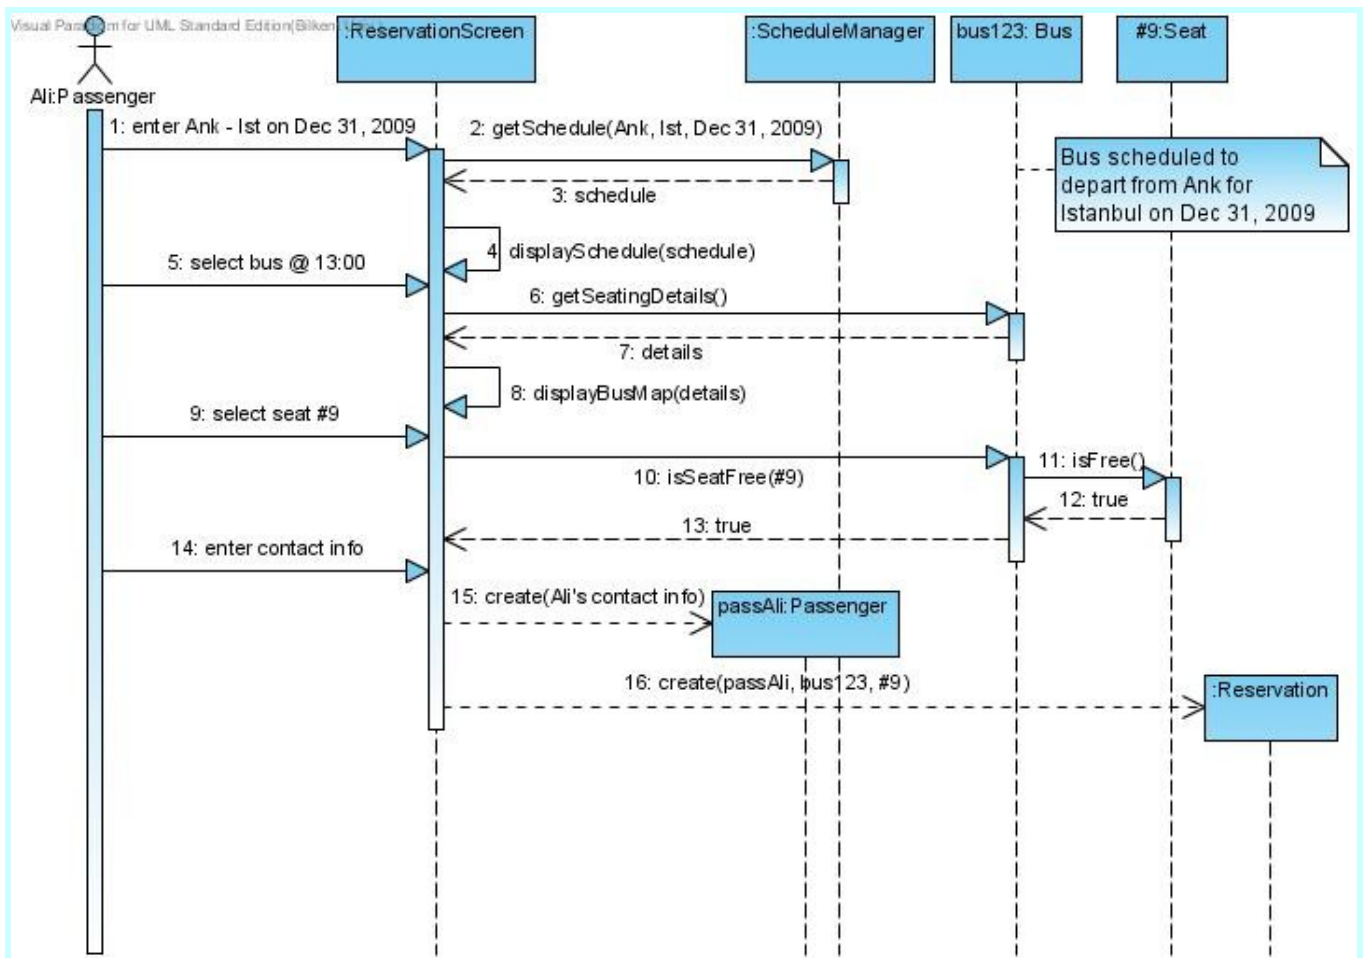 Visual Paradigm for UML Standard Edition(Bilkent
:ReservationScreen
:ScheduleManager
bus123: Bus
#9:Seat
Ali:Passenger
1: enter Ank - Ist on Dec 31, 2009
2: getSchedule(Ank, Ist, Dec 31, 2009)
Bus scheduled to
depart from Ank for
Istanbul on Dec 31, 2009
3: schedule
4 displaySchedule(schedule)
5: select bus @ 13:00
6: getSeatingDetails()
7: details
8: displayBusMap(details)
9: select seat #9
10: isSeatFree(#9)
11: isFree()
12: true
13: true
14: enter contact info
15: create(Ali's contact info)
passAli:Passenger
16: create(passAli, bus123, #9)
:Reservation